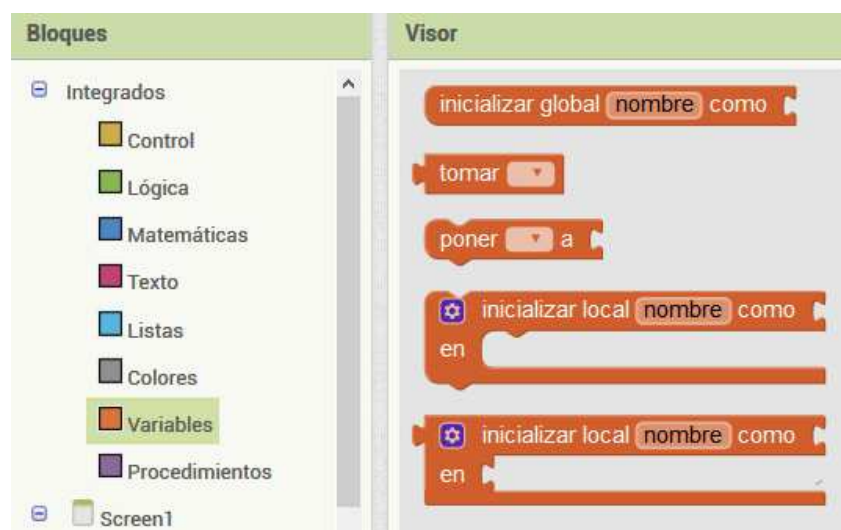 Bloques
Integrados
Control
Lógica
Matemáticas
Texto
Listas
Colores
Variables
Procedimientos
Screen1
Visor
inicializar global nombre como
tomar
poner a
inicializar local nombre como
en
inicializar local nombre como
en